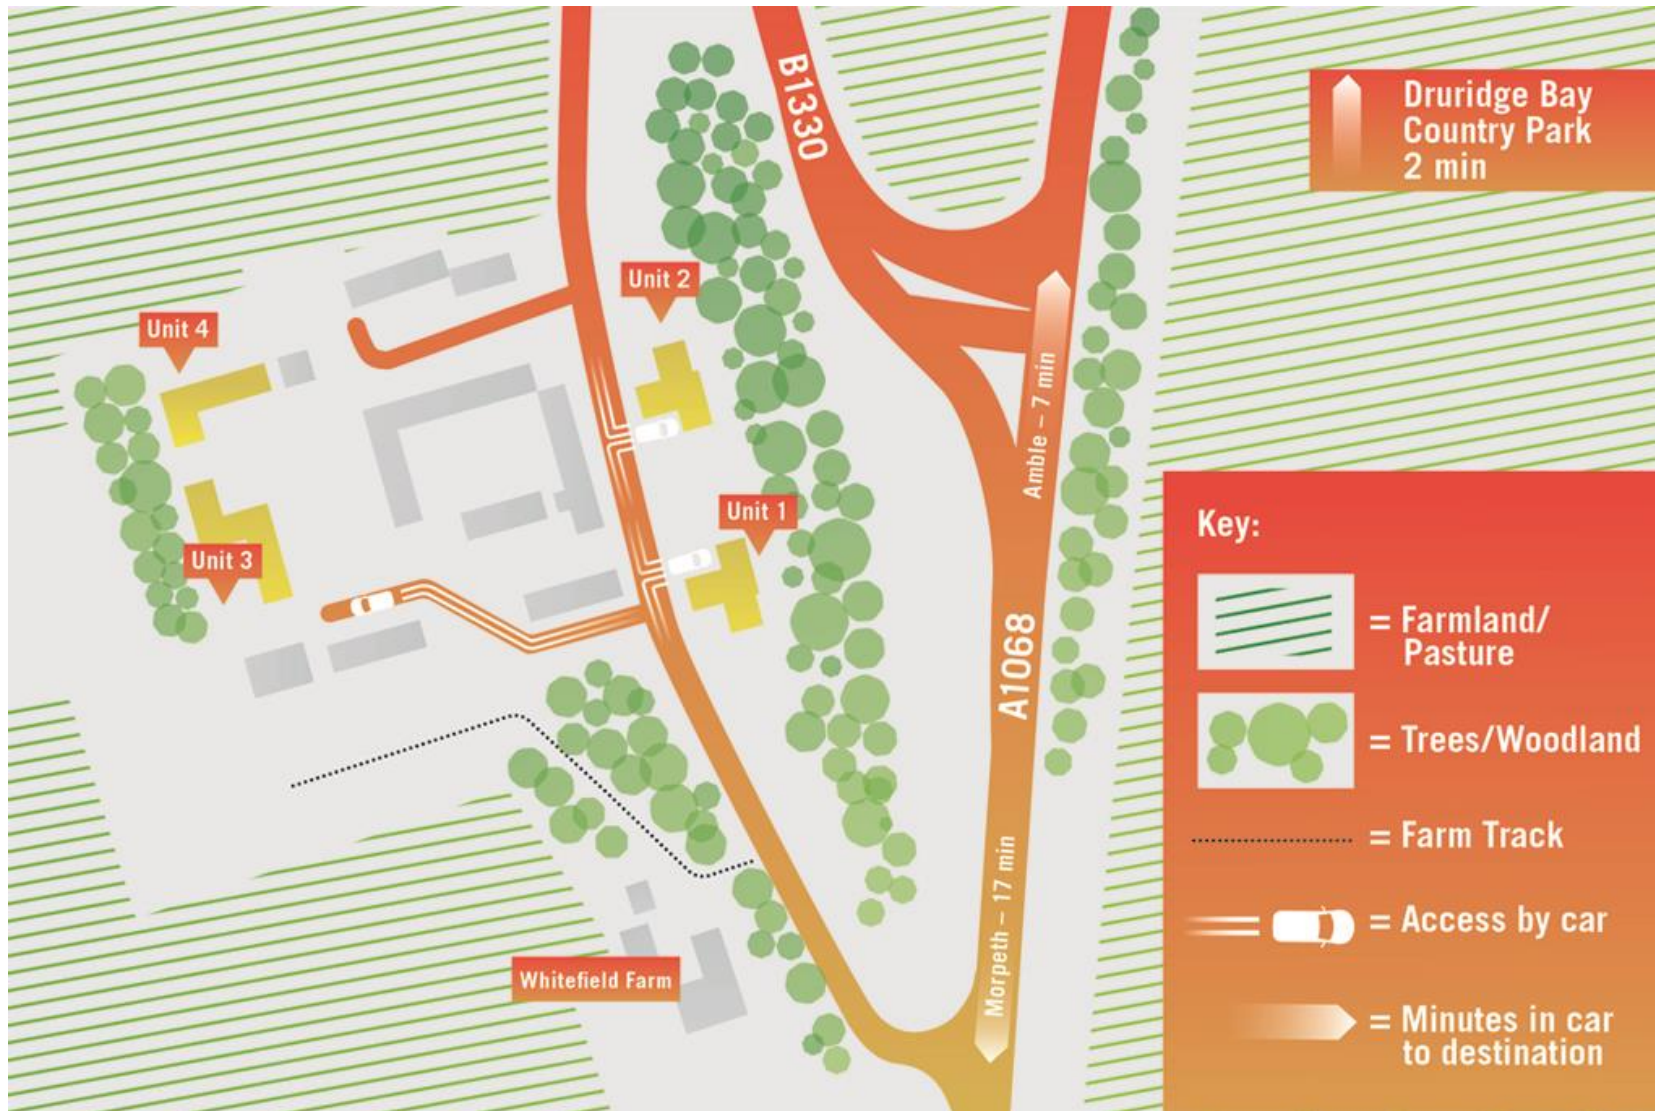 B1330
Druridge Bay
Country Park
2 min
Unit 2
Unit 4
Amble – 7 min
Unit 1
Key:
Unit 3
= Farmland/
Pasture
A1068
= Trees/Woodland
= Farm Track
Morpeth – 17 min
= Access by car
Whitefield Farm
= Minutes in car
to destination